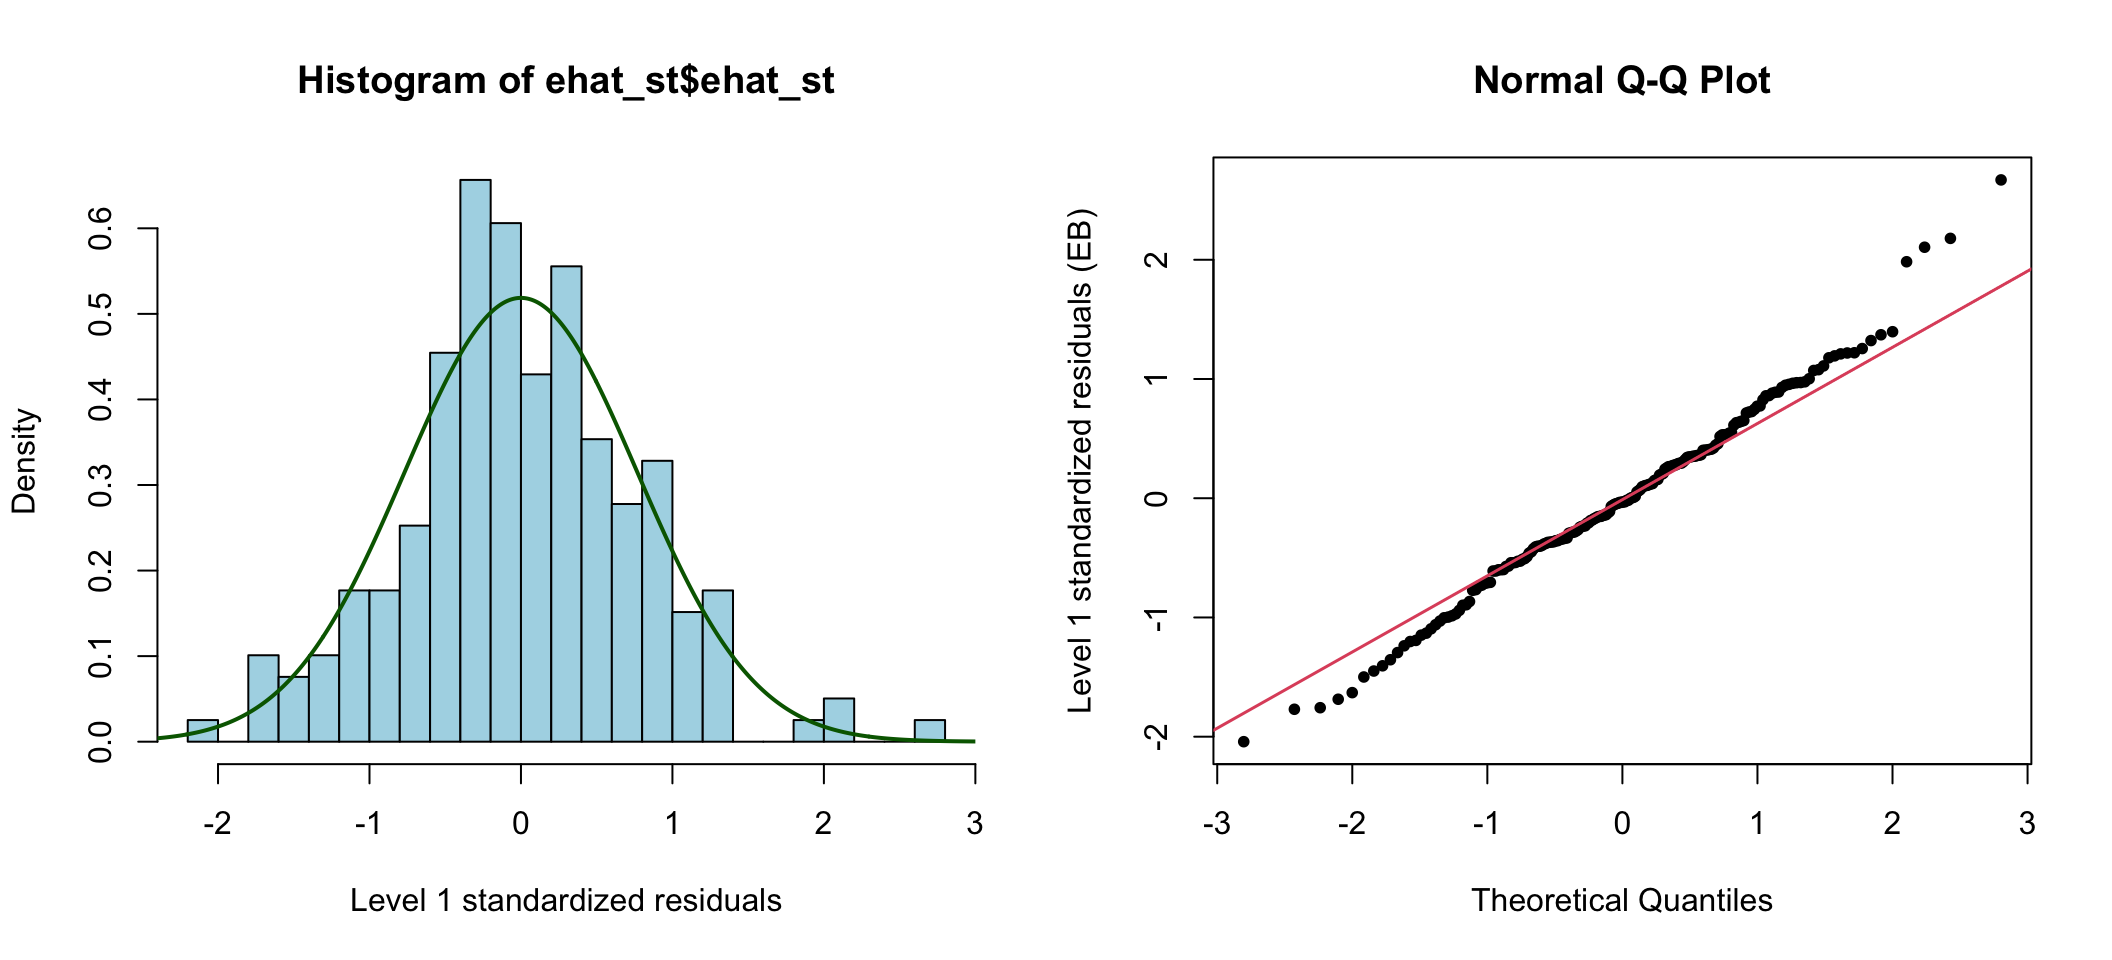 Histogram of ehat_st$ehat_st
Density
0.0 0.1 0.2 0.3 0.4 0.5 0.6
-2 -1 0 1 2 3
Level 1 standardized residuals
Normal Q-Q Plot
Level 1 standardized residuals (EB)
-2 -1 0 1 2
-3 -2 -1 0 1 2 3
Theoretical Quantiles